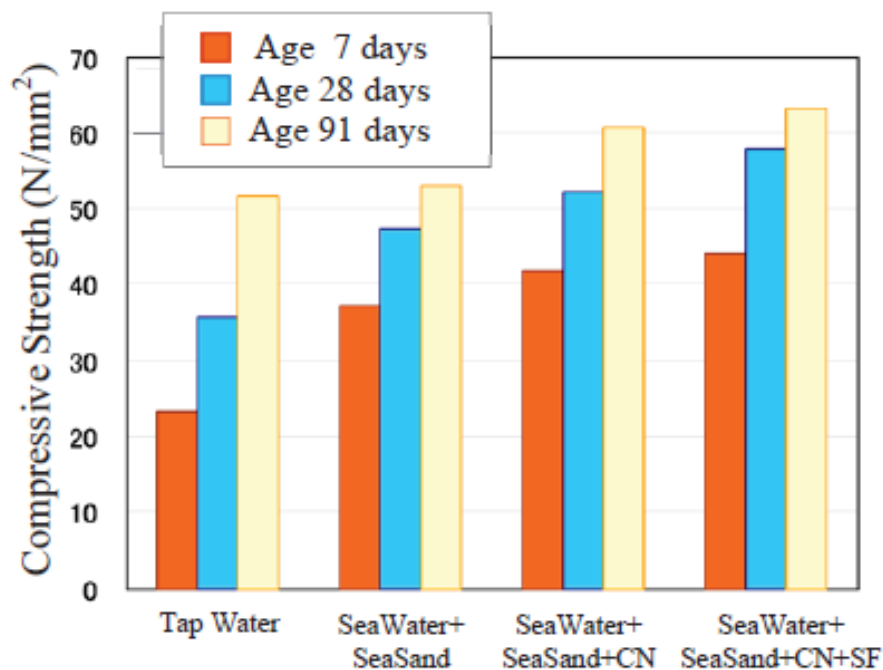 Age 7 days
Age 28 days
Age 91 days
Compressive Strength (N/mm²)
70
60
50
40
30
20
10
0
Tap Water
SeaWater+
SeaSand
SeaWater+
SeaSand+CN
SeaWater+
SeaSand+CN+SF